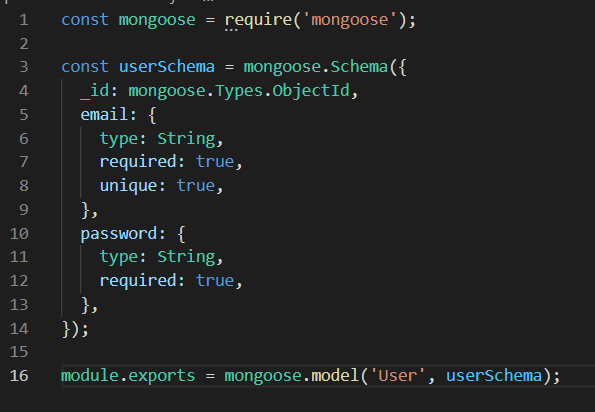 1 const mongoose = require('mongoose');
2
3 const userSchema = mongoose.Schema({
4 _id: mongoose.Types.ObjectId,
5 email: {
6 type: String,
7 required: true,
8 unique: true,
9 },
10 password: {
11 type: String,
12 required: true,
13 },
14 });
15
16 module.exports = mongoose.model('User', userSchema);